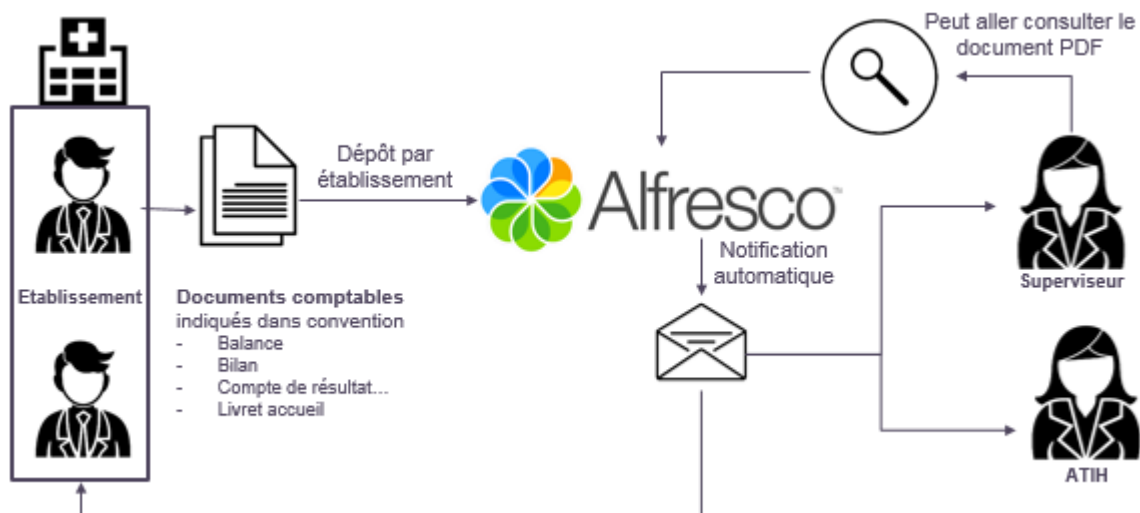 Peut aller consulter le
document PDF
Dépôt par
établissement
Alfresco™
Notification
automatique
Etablissement
Documents comptables
indiqués dans convention
- Balance
- Bilan
- Compte de résultat...
- Livret accueil
Superviseur
ATIH